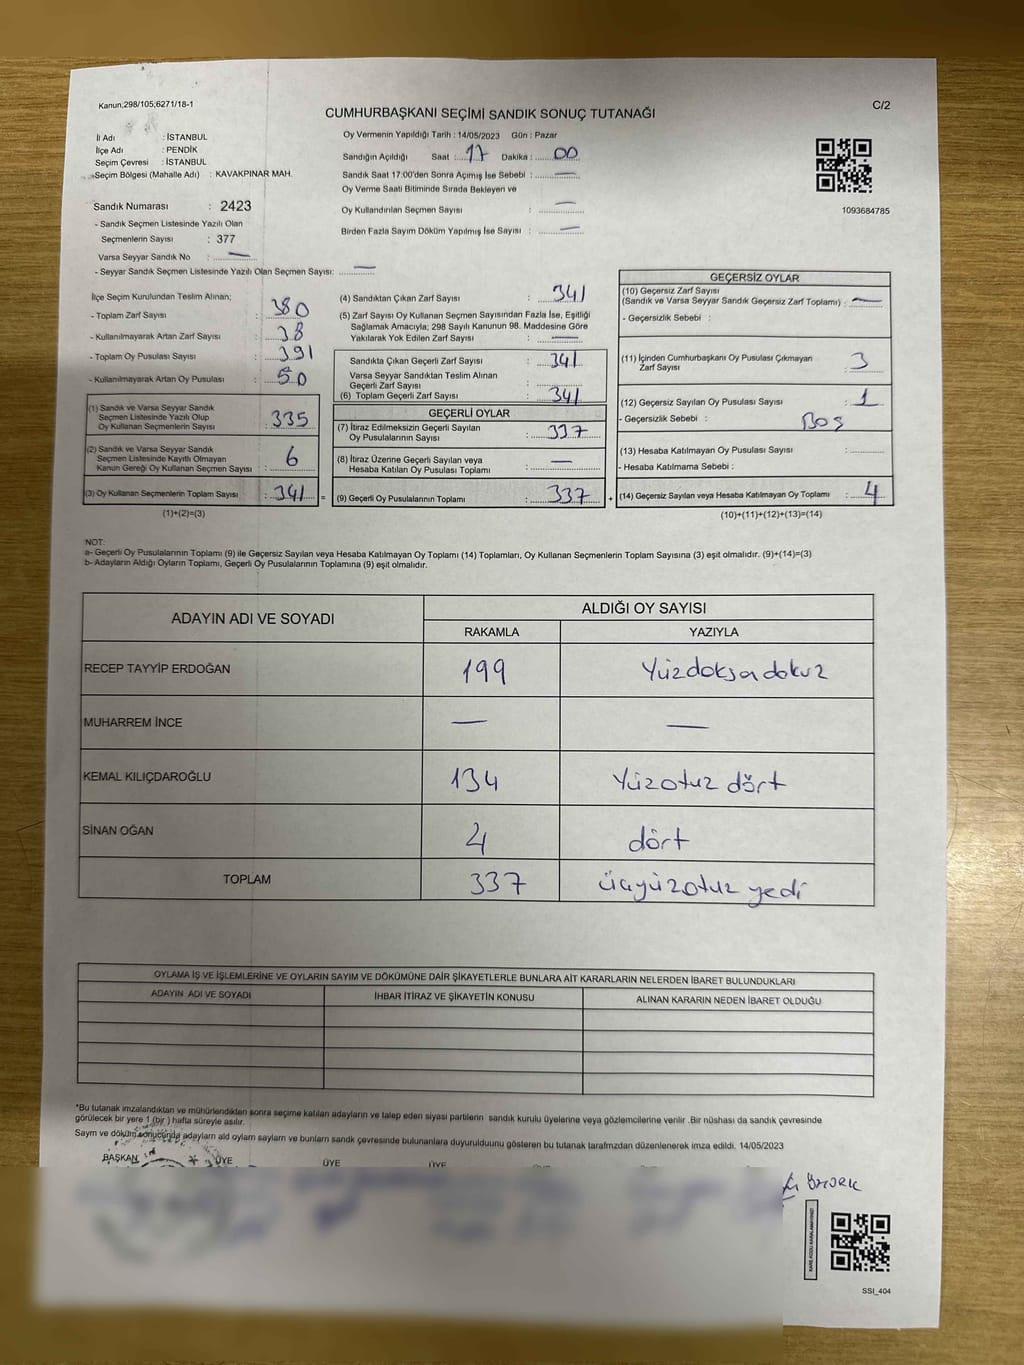 Kanun;298/105;6271/18-1
C/2
CUMHURBAŞKANI SEÇİMİ SANDIK SONUÇ TUTANAĞI
İl Adı : İSTANBUL
İlçe Adı : PENDİK
Seçim Çevresi : İSTANBUL
Seçim Bölgesi (Mahalle Adı) : KAVAKPINAR MAH.
Sandık Numarası : 2423
- Sandık Seçmen Listesinde Yazılı Olan
Seçmenlerin Sayısı : 377
Varsa Seyyar Sandık No : —
- Seyyar Sandık Seçmen Listesinde Yazılı Olan Seçmen Sayısı: —
Oy Vermenin Yapıldığı Tarih : 14/05/2023 Gün : Pazar
Sandığın Açıldığı Saat : 17 Dakika : 00
Sandık Saat 17:00'den Sonra Açımış İse Sebebi : —
Oy Verme Saati Bitiminde Sırada Bekleyen ve
Oy Kullandırılan Seçmen Sayısı : —
Birden Fazla Sayım Döküm Yapılmış İse Sayısı : —
1093684785
İlçe Seçim Kurulundan Teslim Alınan;
- Toplam Zarf Sayısı : 380
- Kullanılmayarak Artan Zarf Sayısı : 38
- Toplam Oy Pusulası Sayısı : 391
- Kullanılmayarak Artan Oy Pusulası : 50
(1) Sandık ve Varsa Seyyar Sandık
Seçmen Listesinde Yazılı Olup
Oy Kullanan Seçmenlerin Sayısı : 335
(2) Sandık ve Varsa Seyyar Sandık
Seçmen Listesinde Kayıtlı Olmayan
Kanun Gereği Oy Kullanan Seçmen Sayısı : 6
(3) Oy Kullanan Seçmenlerin Toplam Sayısı : 341 =
(1)+(2)=(3)
(4) Sandıktan Çıkan Zarf Sayısı : 341
(5) Zarf Sayısı Oy Kullanan Seçmen Sayısından Fazla İse, Eşitliği
Sağlamak Amacıyla; 298 Sayılı Kanunun 98. Maddesine Göre
Yakılarak Yok Edilen Zarf Sayısı : —
Sandıkta Çıkan Geçerli Zarf Sayısı : 341
Varsa Seyyar Sandıktan Teslim Alınan
Geçerli Zarf Sayısı :
(6) Toplam Geçerli Zarf Sayısı : 341
GEÇERLİ OYLAR
(7) İtiraz Edilmeksizin Geçerli Sayılan
Oy Pusulalarının Sayısı : 337
(8) İtiraz Üzerine Geçerli Sayılan veya
Hesaba Katılan Oy Pusulası Toplamı : —
(9) Geçerli Oy Pusulalarının Toplamı : 337 +
GEÇERSİZ OYLAR
(10) Geçersiz Zarf Sayısı
(Sandık ve Varsa Seyyar Sandık Geçersiz Zarf Toplamı) : —
- Geçersizlik Sebebi :
(11) İçinden Cumhurbaşkanı Oy Pusulası Çıkmayan
Zarf Sayısı : 3
(12) Geçersiz Sayılan Oy Pusulası Sayısı : 1
- Geçersizlik Sebebi : Boş
(13) Hesaba Katılmayan Oy Pusulası Sayısı :
- Hesaba Katılmama Sebebi :
(14) Geçersiz Sayılan veya Hesaba Katılmayan Oy Toplamı : 4
(10)+(11)+(12)+(13)=(14)
NOT:
a- Geçerli Oy Pusulalarının Toplamı (9) ile Geçersiz Sayılan veya Hesaba Katılmayan Oy Toplamı (14) Toplamları, Oy Kullanan Seçmenlerin Toplam Sayısına (3) eşit olmalıdır. (9)+(14)=(3)
b- Adayların Aldığı Oyların Toplamı, Geçerli Oy Pusulalarının Toplamına (9) eşit olmalıdır.
ADAYIN ADI VE SOYADI ALDIĞI OY SAYISI
RAKAMLA YAZIYLA
RECEP TAYYİP ERDOĞAN 199 Yüzdoksadokuz
MUHARREM İNCE — —
KEMAL KILIÇDAROĞLU 134 Yüzotuz dört
SİNAN OĞAN 4 dört
TOPLAM 337 üçyüzotuz yedi
OYLAMA İŞ VE İŞLEMLERİNE VE OYLARIN SAYIM VE DÖKÜMÜNE DAİR ŞİKAYETLERLE BUNLARA AİT KARARLARIN NELERDEN İBARET BULUNDUKLARI
ADAYIN ADI VE SOYADI İHBAR İTİRAZ VE ŞİKAYETİN KONUSU ALINAN KARARIN NEDEN İBARET OLDUĞU
*Bu tutanak imzalandıktan ve mühürlendikten sonra seçime katılan adayların ve talep eden siyasi partilerin sandık kurulu üyelerine veya gözlemcilerine verilir .Bir nüshası da sandık çevresinde
görülecek bir yere 1 (bir ) hafta süreyle asılır.
Sayım ve döküm sonucunda adayların ald oyların sayların ve bunların sandık çevresinde bulunanlara duyurulduunu gösteren bu tutanak tarafmzdan düzenlenerek imza edildi. 14/05/2023
BAŞKAN ÜYE ÜYE ÜYE
SSI_404